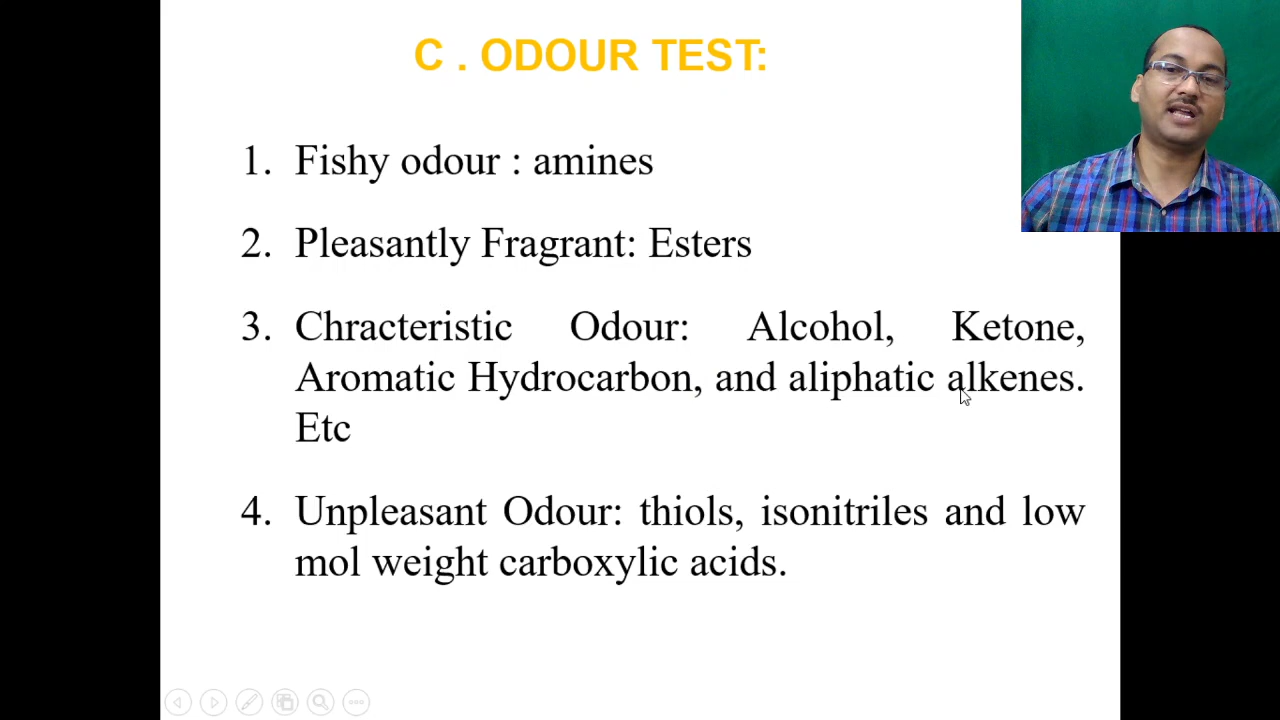 C . ODOUR TEST:
1. Fishy odour : amines
2. Pleasantly Fragrant: Esters
3. Chracteristic Odour: Alcohol, Ketone,
Aromatic Hydrocarbon, and aliphatic alkenes.
Etc
4. Unpleasant Odour: thiols, isonitriles and low
mol weight carboxylic acids.